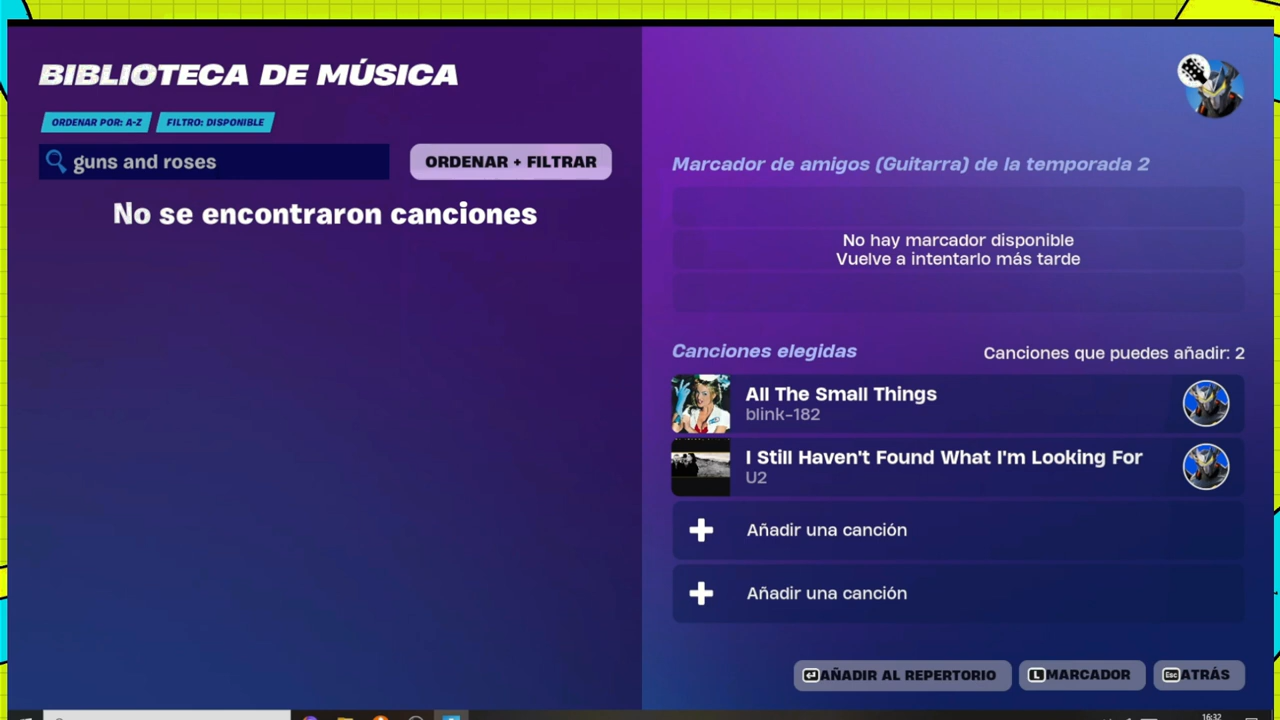 BIBLIOTECA DE MÚSICA
ORDENAR POR: A-Z
FILTRO: DISPONIBLE
guns and roses
ORDENAR + FILTRAR
No se encontraron canciones
Marcador de amigos (Guitarra) de la temporada 2
No hay marcador disponible
Vuelve a intentarlo más tarde
Canciones elegidas
Canciones que puedes añadir: 2
All The Small Things
blink-182
I Still Haven't Found What I'm Looking For
U2
Añadir una canción
Añadir una canción
AÑADIR AL REPERTORIO
L MARCADOR
Esc ATRÁS
16:32